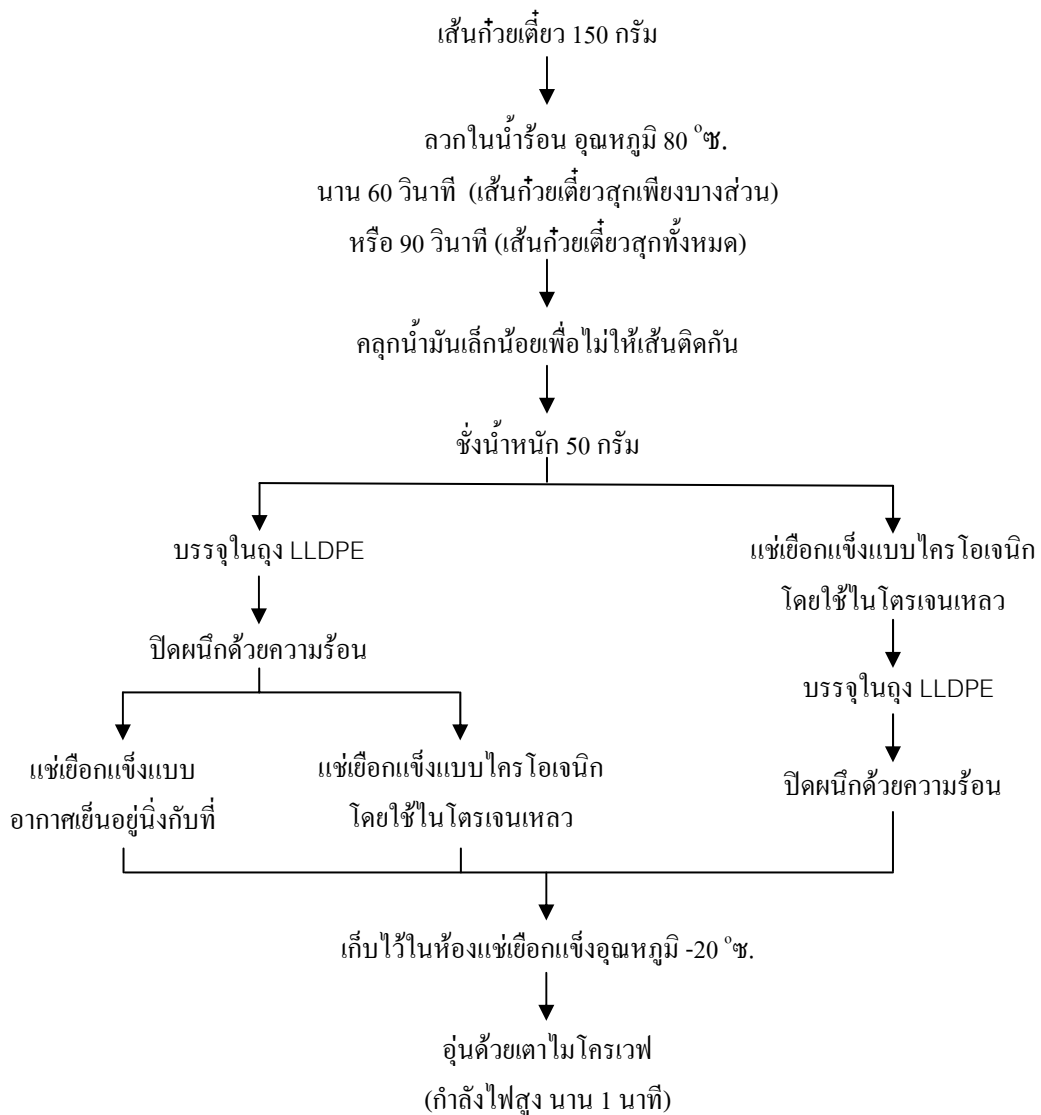 เส้นก๋วยเตี๋ยว 150 กรัม
ลวกในน้ำร้อน อุณหภูมิ 80 °ซ.
นาน 60 วินาที (เส้นก๋วยเตี๋ยวสุกเพียงบางส่วน)
หรือ 90 วินาที (เส้นก๋วยเตี๋ยวสุกทั้งหมด)
คลุกน้ำมันเล็กน้อยเพื่อไม่ให้เส้นติดกัน
ชั่งน้ำหนัก 50 กรัม
บรรจุในถุง LLDPE
ปิดผนึกด้วยความร้อน
แช่เยือกแข็งแบบ
อากาศเย็นอยู่นิ่งกับที่
แช่เยือกแข็งแบบไครโอเจนิก
โดยใช้ไนโตรเจนเหลว
แช่เยือกแข็งแบบไครโอเจนิก
โดยใช้ไนโตรเจนเหลว
บรรจุในถุง LLDPE
ปิดผนึกด้วยความร้อน
เก็บไว้ในห้องแช่เยือกแข็งอุณหภูมิ -20 °ซ.
อุ่นด้วยเตาไมโครเวฟ
(กำลังไฟสูง นาน 1 นาที)